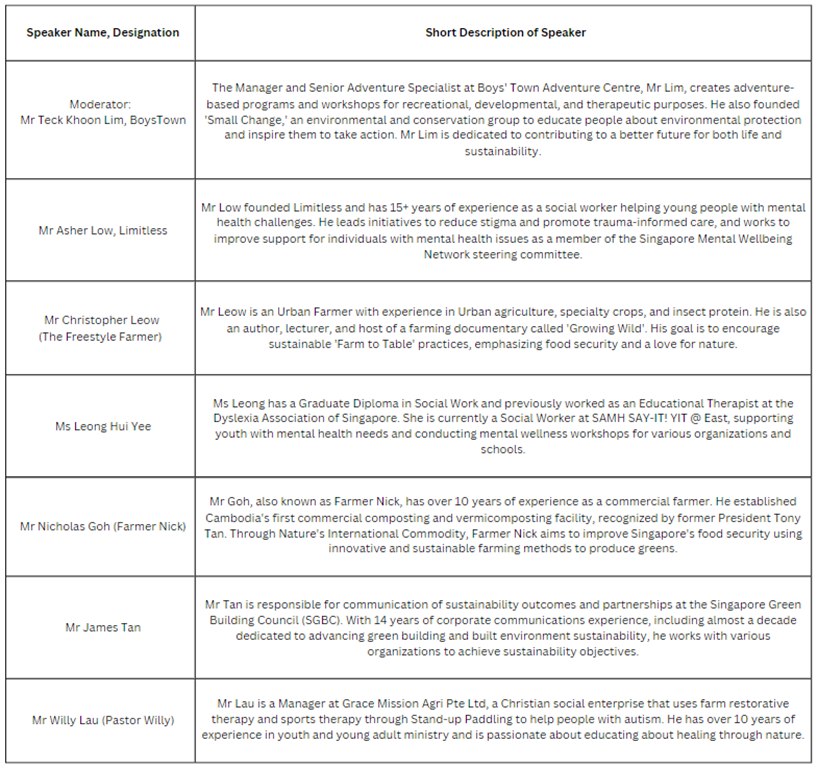 Speaker Name, Designation
Short Description of Speaker
Moderator:
Mr Teck Khoon Lim, BoysTown
The Manager and Senior Adventure Specialist at Boys' Town Adventure Centre, Mr Lim, creates adventure-
based programs and workshops for recreational, developmental, and therapeutic purposes. He also founded
'Small Change,' an environmental and conservation group to educate people about environmental protection
and inspire them to take action. Mr Lim is dedicated to contributing to a better future for both life and
sustainability.
Mr Asher Low, Limitless
Mr Low founded Limitless and has 15+ years of experience as a social worker helping young people with mental
health challenges. He leads initiatives to reduce stigma and promote trauma-informed care, and works to
improve support for individuals with mental health issues as a member of the Singapore Mental Wellbeing
Network steering committee.
Mr Christopher Leow
(The Freestyle Farmer)
Mr Leow is an Urban Farmer with experience in Urban agriculture, specialty crops, and insect protein. He is also
an author, lecturer, and host of a farming documentary called 'Growing Wild'. His goal is to encourage
sustainable 'Farm to Table' practices, emphasizing food security and a love for nature.
Ms Leong Hui Yee
Ms Leong has a Graduate Diploma in Social Work and previously worked as an Educational Therapist at the
Dyslexia Association of Singapore. She is currently a Social Worker at SAMH SAY-IT! YIT @ East, supporting
youth with mental health needs and conducting mental wellness workshops for various organizations and
schools.
Mr Nicholas Goh (Farmer Nick)
Mr Goh, also known as Farmer Nick, has over 10 years of experience as a commercial farmer. He established
Cambodia's first commercial composting and vermicomposting facility, recognized by former President Tony
Tan. Through Nature's International Commodity, Farmer Nick aims to improve Singapore's food security using
innovative and sustainable farming methods to produce greens.
Mr James Tan
Mr Tan is responsible for communication of sustainability outcomes and partnerships at the Singapore Green
Building Council (SGBC). With 14 years of corporate communications experience, including almost a decade
dedicated to advancing green building and built environment sustainability, he works with various
organizations to achieve sustainability objectives.
Mr Willy Lau (Pastor Willy)
Mr Lau is a Manager at Grace Mission Agri Pte Ltd, a Christian social enterprise that uses farm restorative
therapy and sports therapy through Stand-up Paddling to help people with autism. He has over 10 years of
experience in youth and young adult ministry and is passionate about educating about healing through nature.